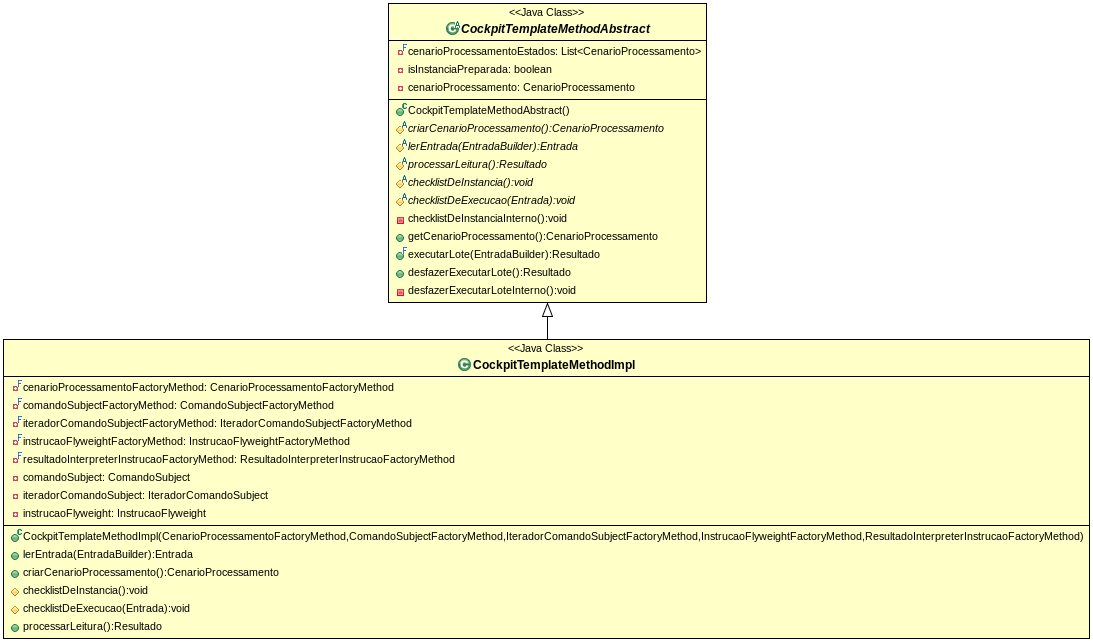 <<Java Class>>
CockpitTemplateMethodAbstract
cenarioProcessamentoEstados: List<CenarioProcessamento>
isInstanciaPreparada: boolean
cenarioProcessamento: CenarioProcessamento
CockpitTemplateMethodAbstract()
criarCenarioProcessamento():CenarioProcessamento
lerEntrada(EntradaBuilder):Entrada
processarLeitura():Resultado
checklistDeInstancia():void
checklistDeExecucao(Entrada):void
checklistDeInstanciaInterno():void
getCenarioProcessamento():CenarioProcessamento
executarLote(EntradaBuilder):Resultado
desfazerExecutarLote():Resultado
desfazerExecutarLoteInterno():void
<<Java Class>>
CockpitTemplateMethodImpl
cenarioProcessamentoFactoryMethod: CenarioProcessamentoFactoryMethod
comandoSubjectFactoryMethod: ComandoSubjectFactoryMethod
iteradorComandoSubjectFactoryMethod: IteradorComandoSubjectFactoryMethod
instrucaoFlyweightFactoryMethod: InstrucaoFlyweightFactoryMethod
resultadoInterpreterInstrucaoFactoryMethod: ResultadoInterpreterInstrucaoFactoryMethod
comandoSubject: ComandoSubject
iteradorComandoSubject: IteradorComandoSubject
instrucaoFlyweight: InstrucaoFlyweight
CockpitTemplateMethodImpl(CenarioProcessamentoFactoryMethod,ComandoSubjectFactoryMethod,IteradorComandoSubjectFactoryMethod,InstrucaoFlyweightFactoryMethod,ResultadoInterpreterInstrucaoFactoryMethod)
lerEntrada(EntradaBuilder):Entrada
criarCenarioProcessamento():CenarioProcessamento
checklistDeInstancia():void
checklistDeExecucao(Entrada):void
processarLeitura():Resultado